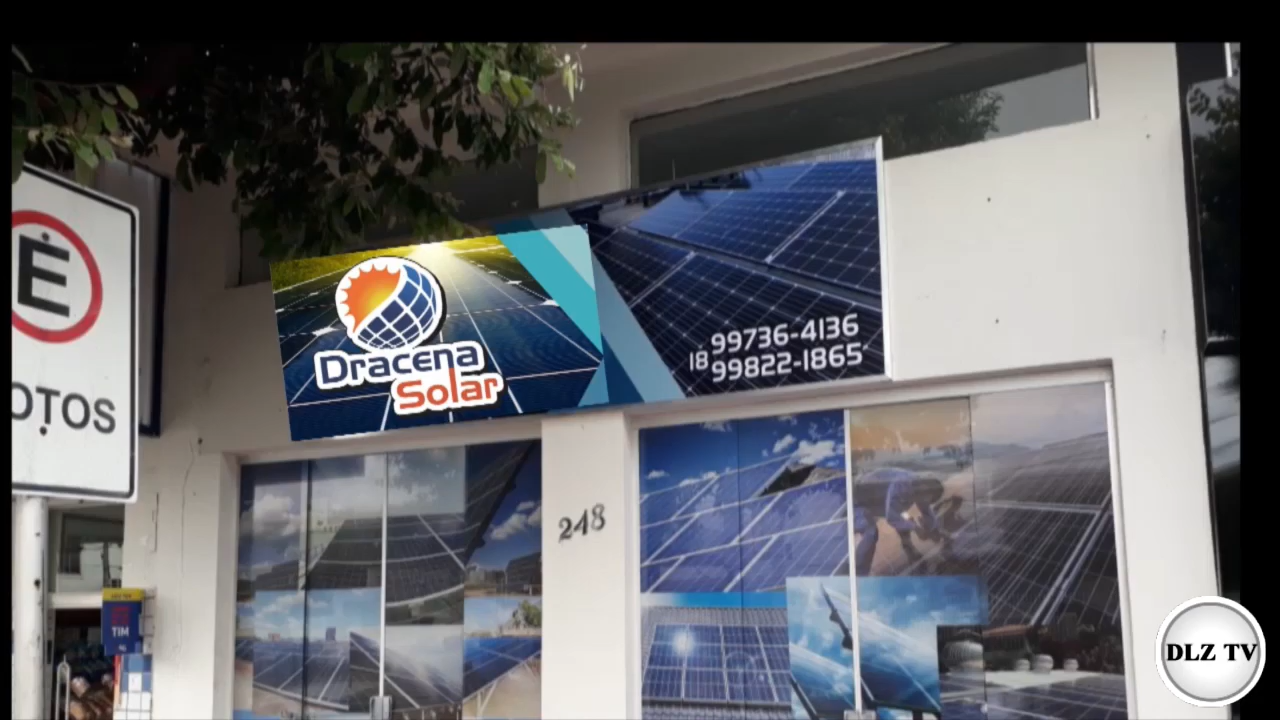 E
OTOS
Dracena
Solar
18 99736-4136
99822-1865
248
TIM
DLZ TV